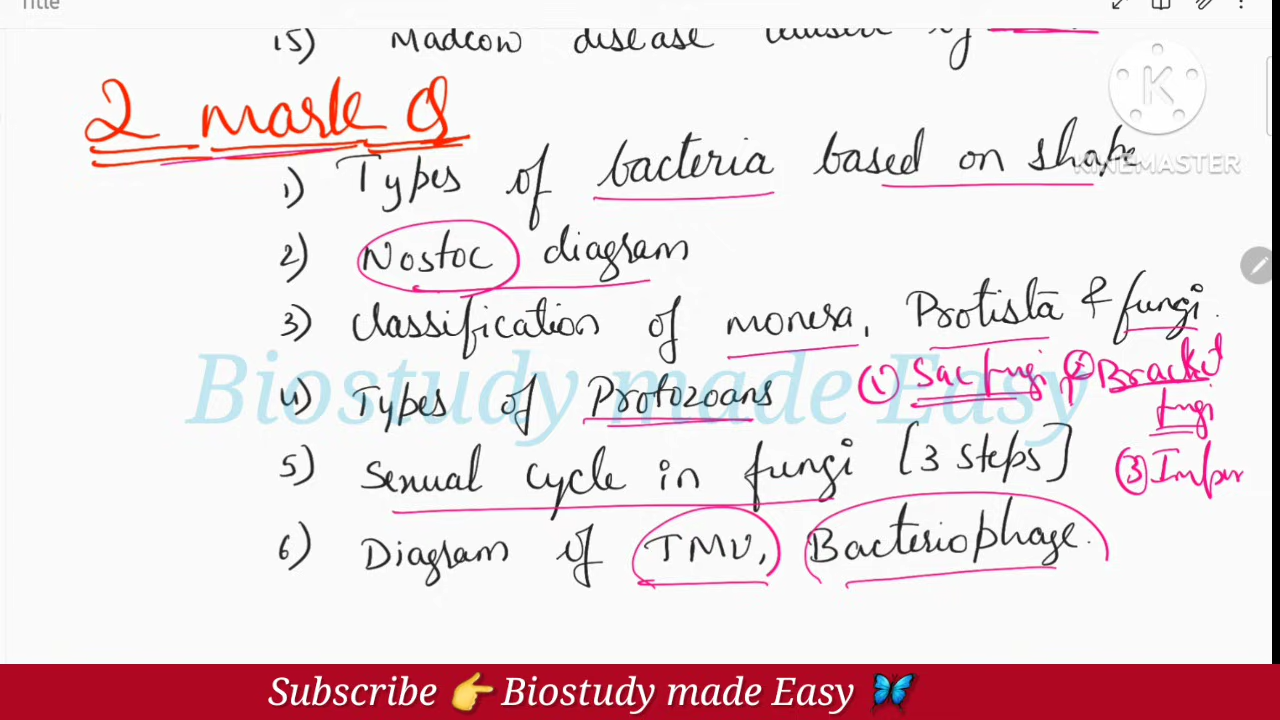 Title
15) Madcow disease caused by
2 mark Q
1) Types of bacteria based on shape
KINEMASTER
2) Nostoc diagram
3) Classification of monera, Protista & fungi.
Biostudy made Easy
4) Types of Protozoans
① Sac fungi ② Bracket fungi
③ Imper
5) Sexual cycle in fungi [3 steps]
6) Diagram of TMV, Bacteriophage.
Subscribe 👉 Biostudy made Easy 🦋